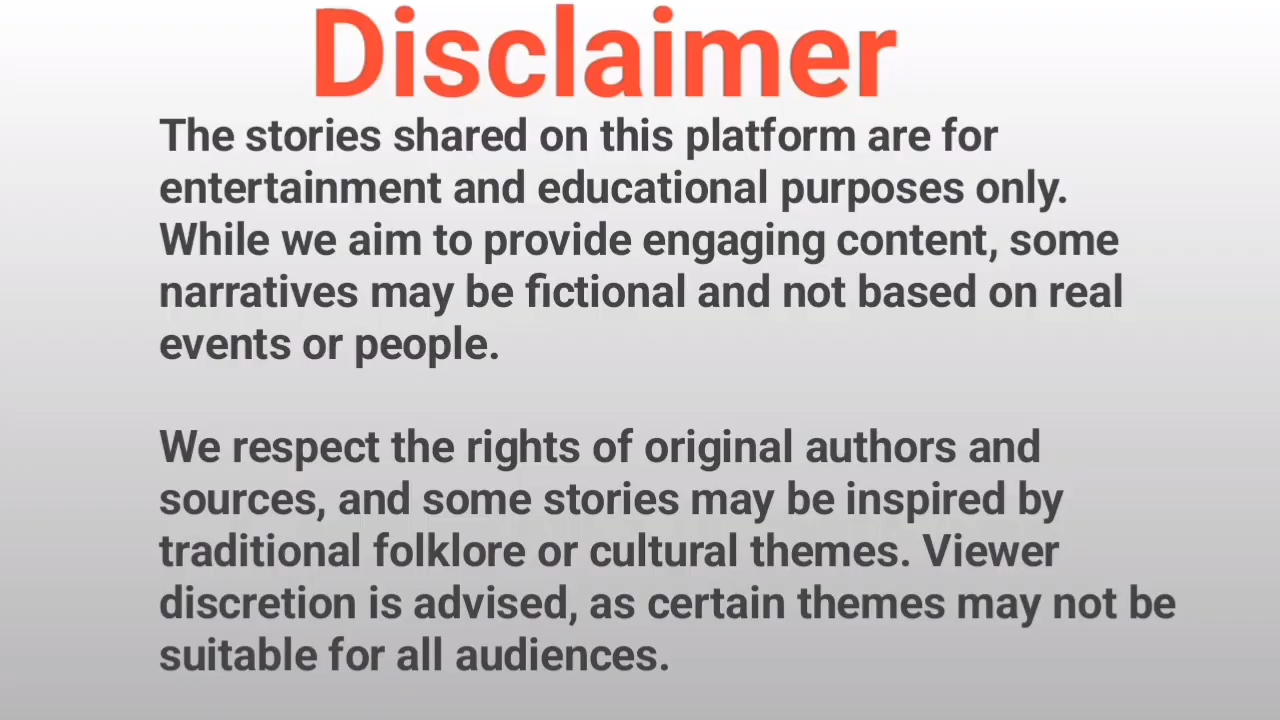 Disclaimer
The stories shared on this platform are for
entertainment and educational purposes only.
While we aim to provide engaging content, some
narratives may be fictional and not based on real
events or people.
We respect the rights of original authors and
sources, and some stories may be inspired by
traditional folklore or cultural themes. Viewer
discretion is advised, as certain themes may not be
suitable for all audiences.